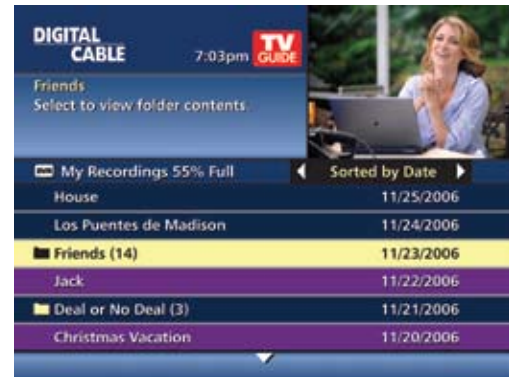 DIGITAL
CABLE
7:03pm
TV
GUIDE
Friends
Select to view folder contents.
My Recordings 55% Full
Sorted by Date
House 11/25/2006
Los Puentes de Madison 11/24/2006
Friends (14) 11/23/2006
Jack 11/22/2006
Deal or No Deal (3) 11/21/2006
Christmas Vacation 11/20/2006